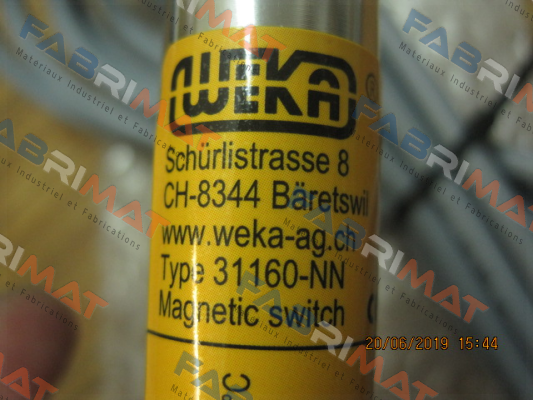 WEKA
Schürlistrasse 8
CH-8344 Bäretswil
www.weka-ag.ch
Type 31160-NN
Magnetic switch
20/06/2019 15:44
FABRIMAT
Matériaux Industriel et Fabrications